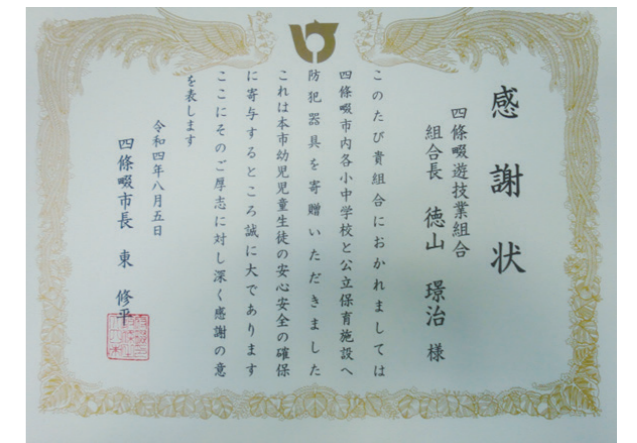 感謝状
四條畷遊技業組合
組合長 徳山 璟治 様
このたび貴組合におかれましては
四條畷市内各小中学校と公立保育施設へ
防犯器具を寄贈いただきました
これは本市幼児児童生徒の安心安全の確保
に寄与するところ誠に大であります
ここにそのご厚志に対し深く感謝の意
を表します
令和四年八月五日
四條畷市長 東 修平